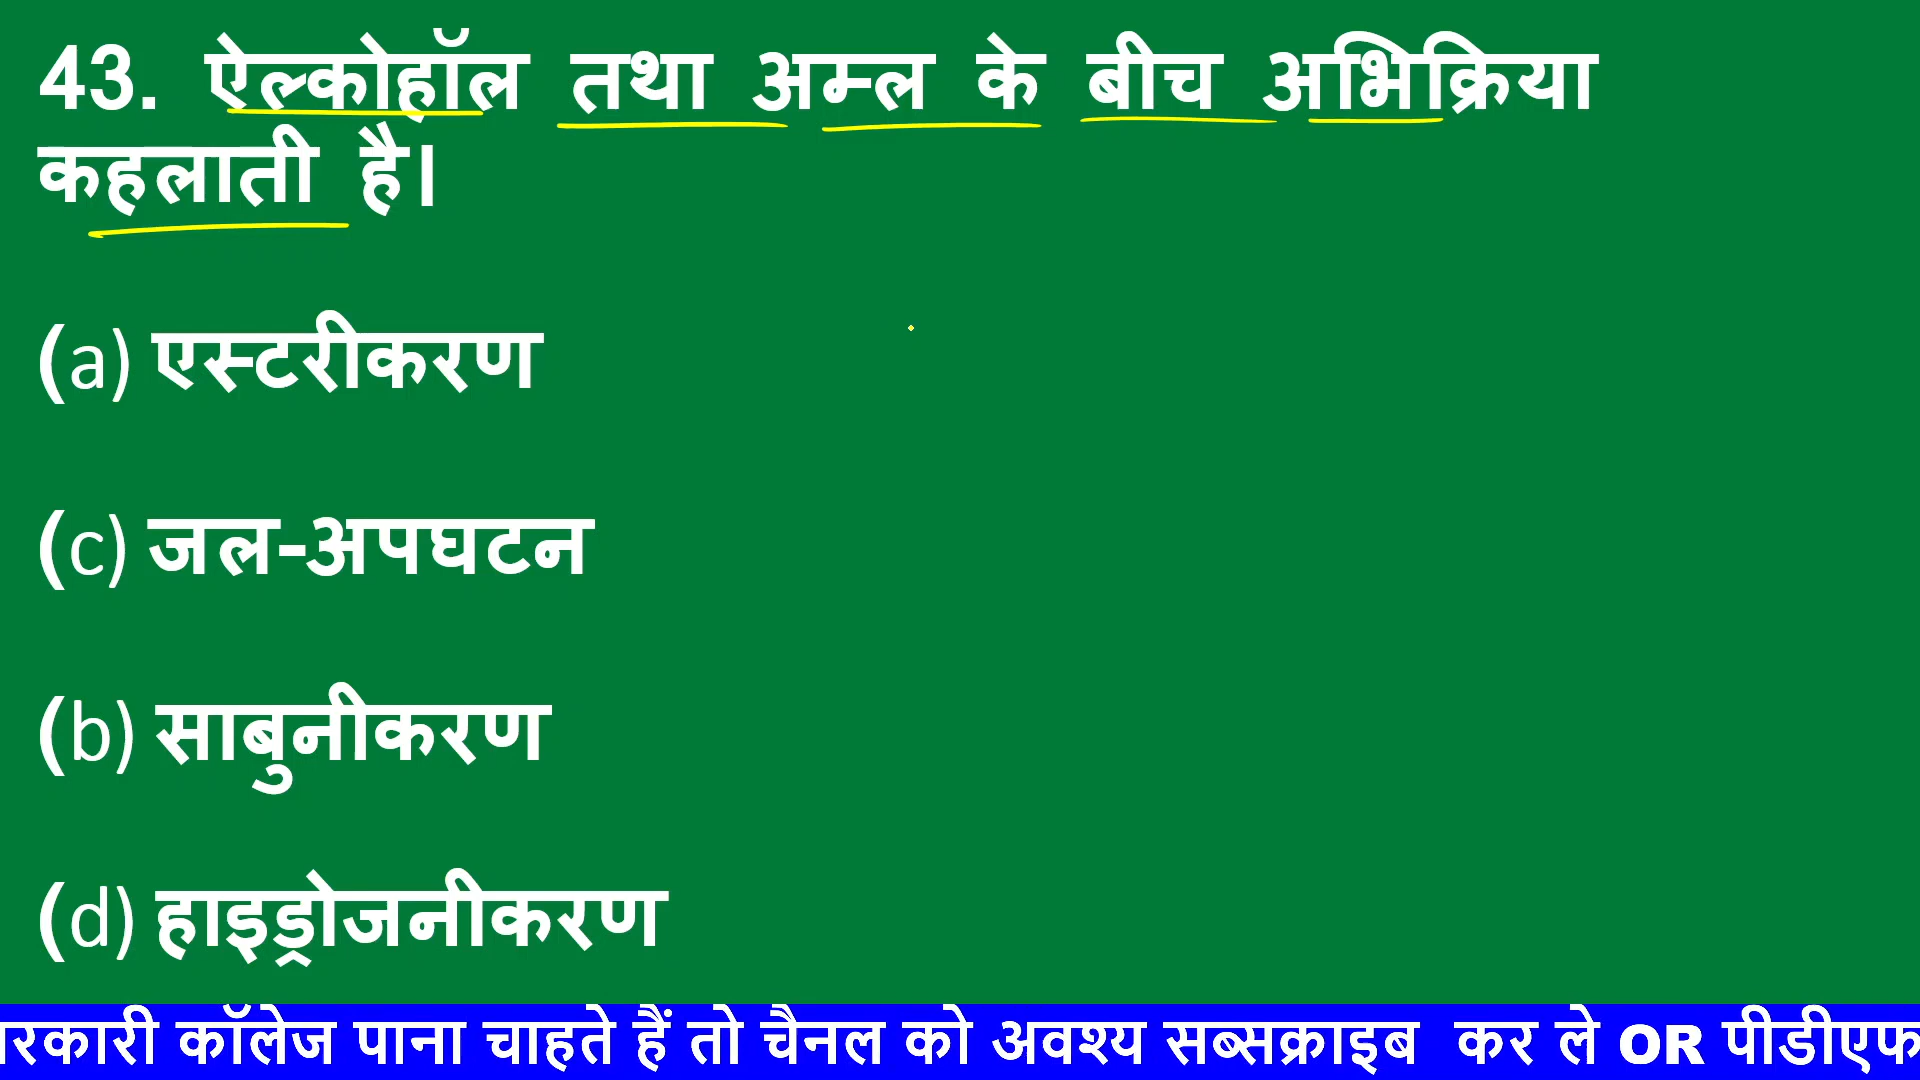 43. ऐल्कोहॉल तथा अम्ल के बीच अभिक्रिया
कहलाती है।
(a) एस्टरीकरण
(c) जल-अपघटन
(b) साबुनीकरण
(d) हाइड्रोजनीकरण
रकारी कॉलेज पाना चाहते हैं तो चैनल को अवश्य सब्सक्राइब कर ले OR पीडीएफ